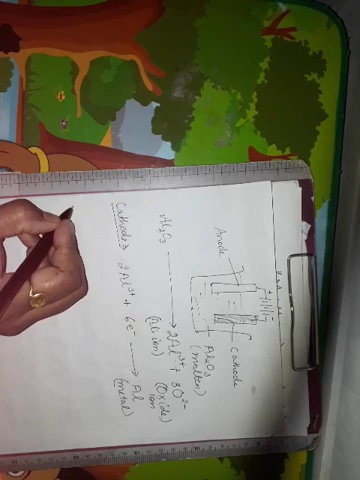 Anode
Cathode
Al₂O₃
(molten)
Al₂O₃ ----------→ 2Al³⁺ + 3O²⁻
(Al ion) (Oxide) ion
Cathode 2Al³⁺ + 6e⁻ → Al
(metal)